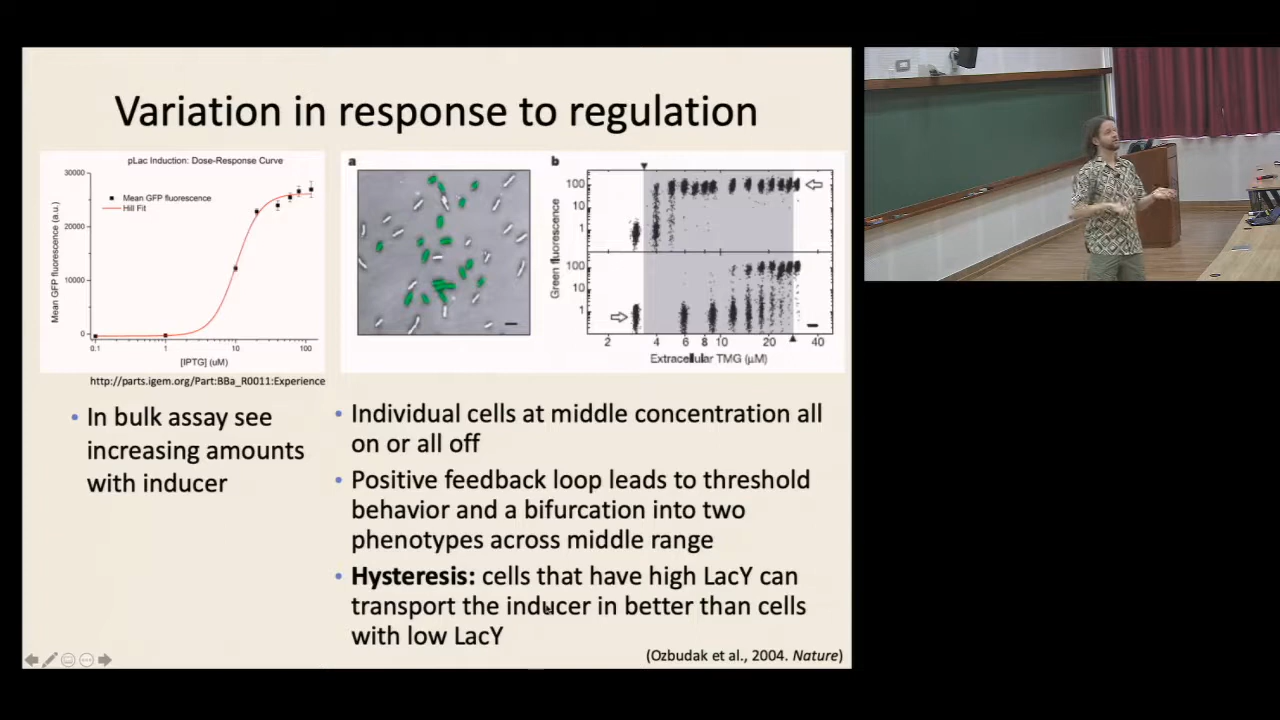 Variation in response to regulation
pLac Induction: Dose-Response Curve
30000
20000
10000
0
Mean GFP fluorescence (a.u.)
Mean GFP fluorescence
Hill Fit
0.1 1 10 100
[IPTG] (uM)
http://parts.igem.org/Part:BBa_R0011:Experience
a
b
Green fluorescence
100
10
1
100
10
1
2 4 6 8 10 20 40
Extracellular TMG (µM)
• In bulk assay see
increasing amounts
with inducer
• Individual cells at middle concentration all
on or all off
• Positive feedback loop leads to threshold
behavior and a bifurcation into two
phenotypes across middle range
• Hysteresis: cells that have high LacY can
transport the inducer in better than cells
with low LacY
(Ozbudak et al., 2004. Nature)